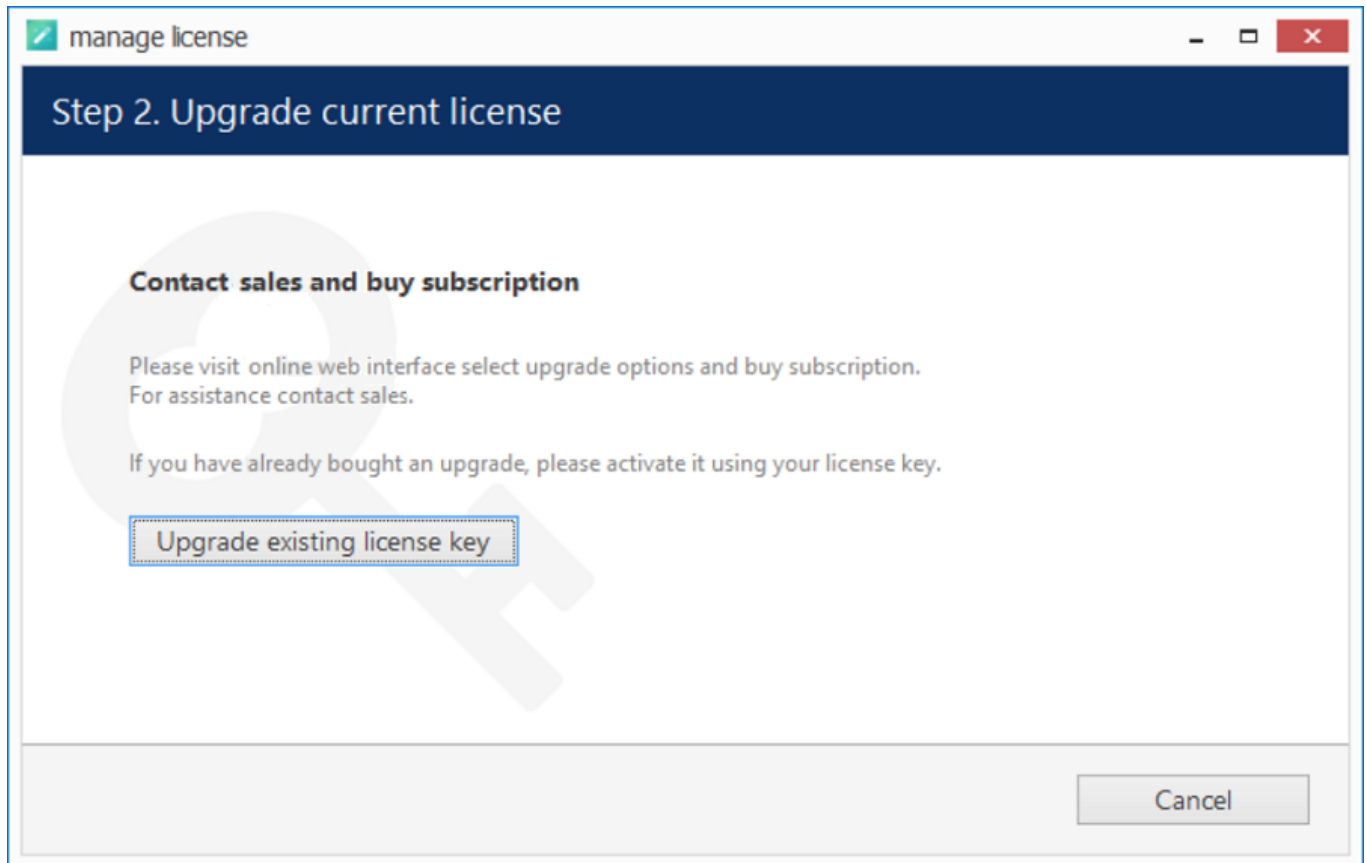 manage license
Step 2. Upgrade current license
Contact sales and buy subscription
Please visit online web interface select upgrade options and buy subscription.
For assistance contact sales.
If you have already bought an upgrade, please activate it using your license key.
Upgrade existing license key
Cancel